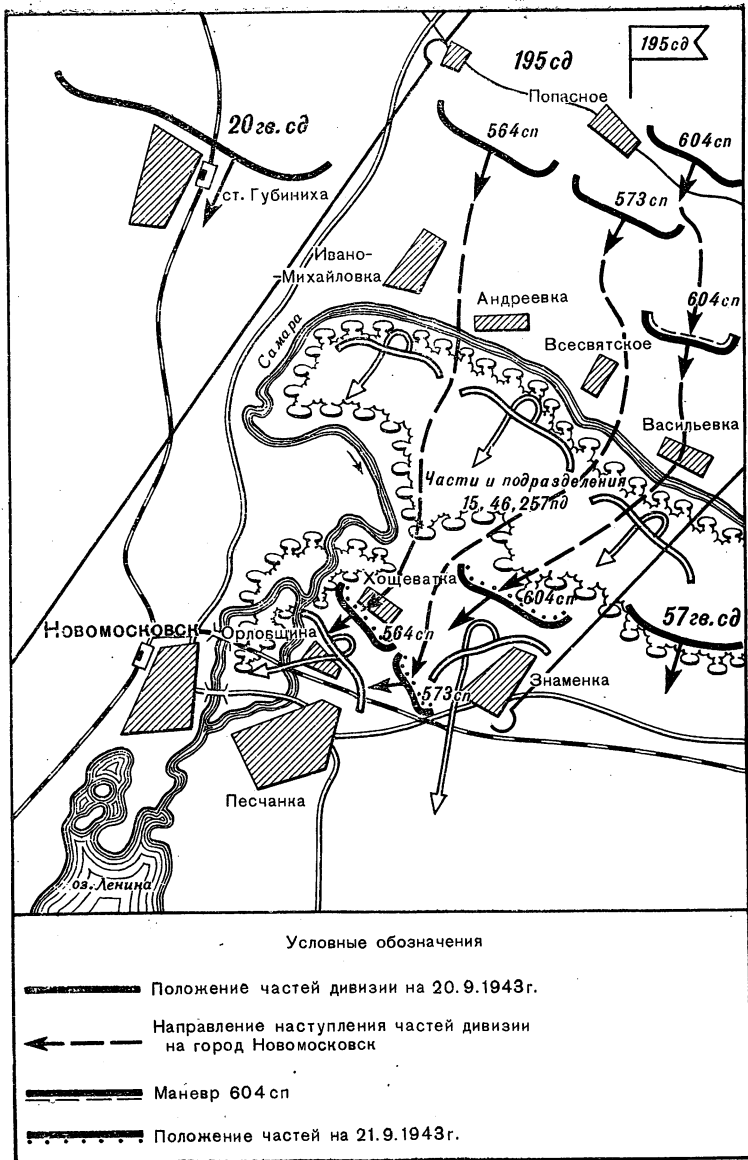 195сд
195сд
Попасное
20гв.сд
564сп
604сп
573сп
ст. Губиниха
Ивано-
Михайловка
Андреевка
604сп
Самара
Всесвятское
Васильевка
Части и подразделения
15, 46, 257пд
Хощеватка
604сп
57гв.сд
Новомосковск
Орловщина
564сп
573сп
Знаменка
Песчанка
оз. Ленина
Условные обозначения
Положение частей дивизии на 20.9.1943г.
Направление наступления частей дивизии
на город Новомосковск
Маневр 604сп
Положение частей на 21.9.1943г.